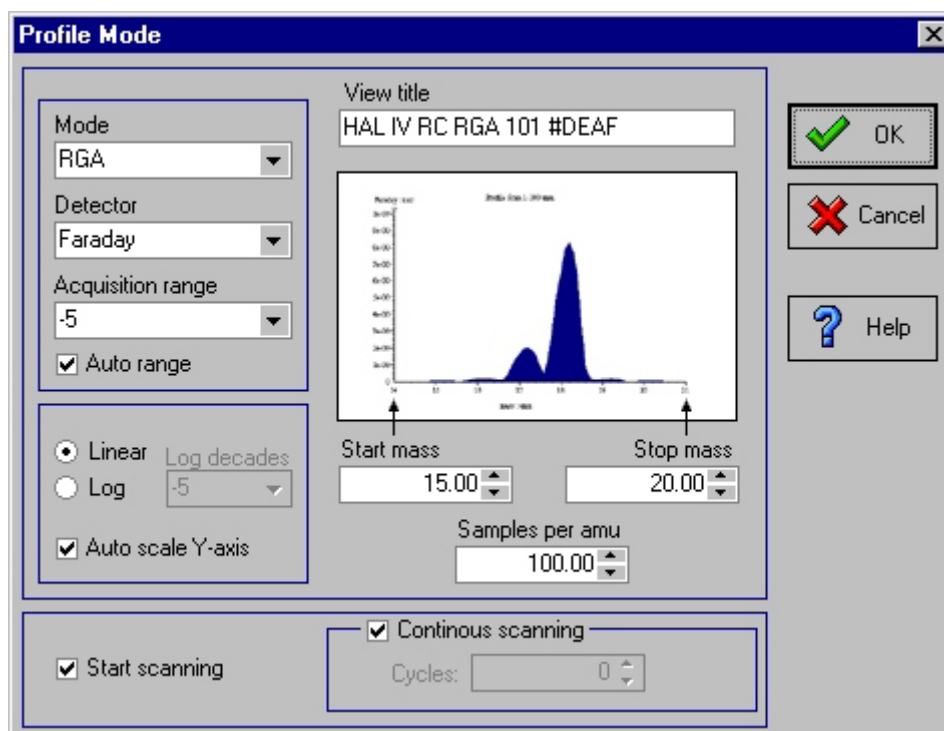 Profile Mode
View title
HAL IV RC RGA 101 #DEAF
Mode
RGA
Detector
Faraday
Acquisition range
-5
Auto range
Linear
Log decades
Log
-5
Auto scale Y-axis
Start mass
Stop mass
15.00
20.00
Samples per amu
100.00
Start scanning
Continous scanning
Cycles:
0
OK
Cancel
Help